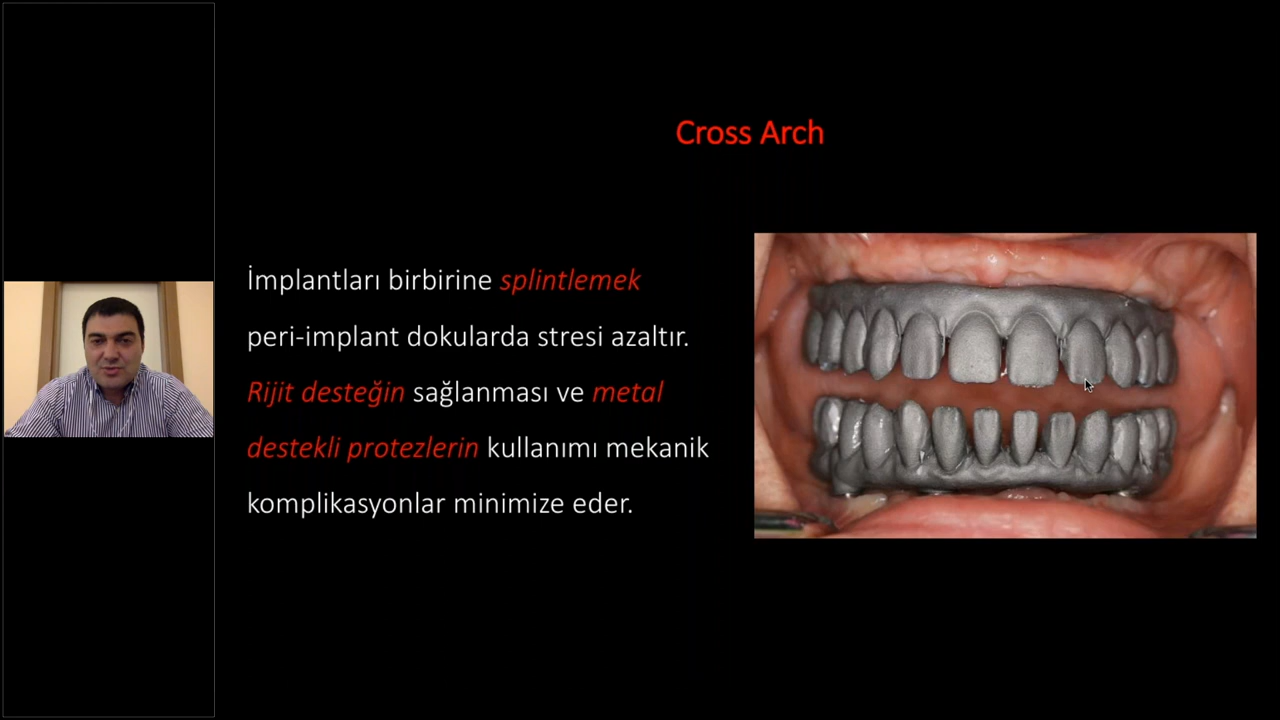 Cross Arch
İmplantları birbirine splintlemek
peri-implant dokularda stresi azaltır.
Rijit desteğin sağlanması ve metal
destekli protezlerin kullanımı mekanik
komplikasyonlar minimize eder.